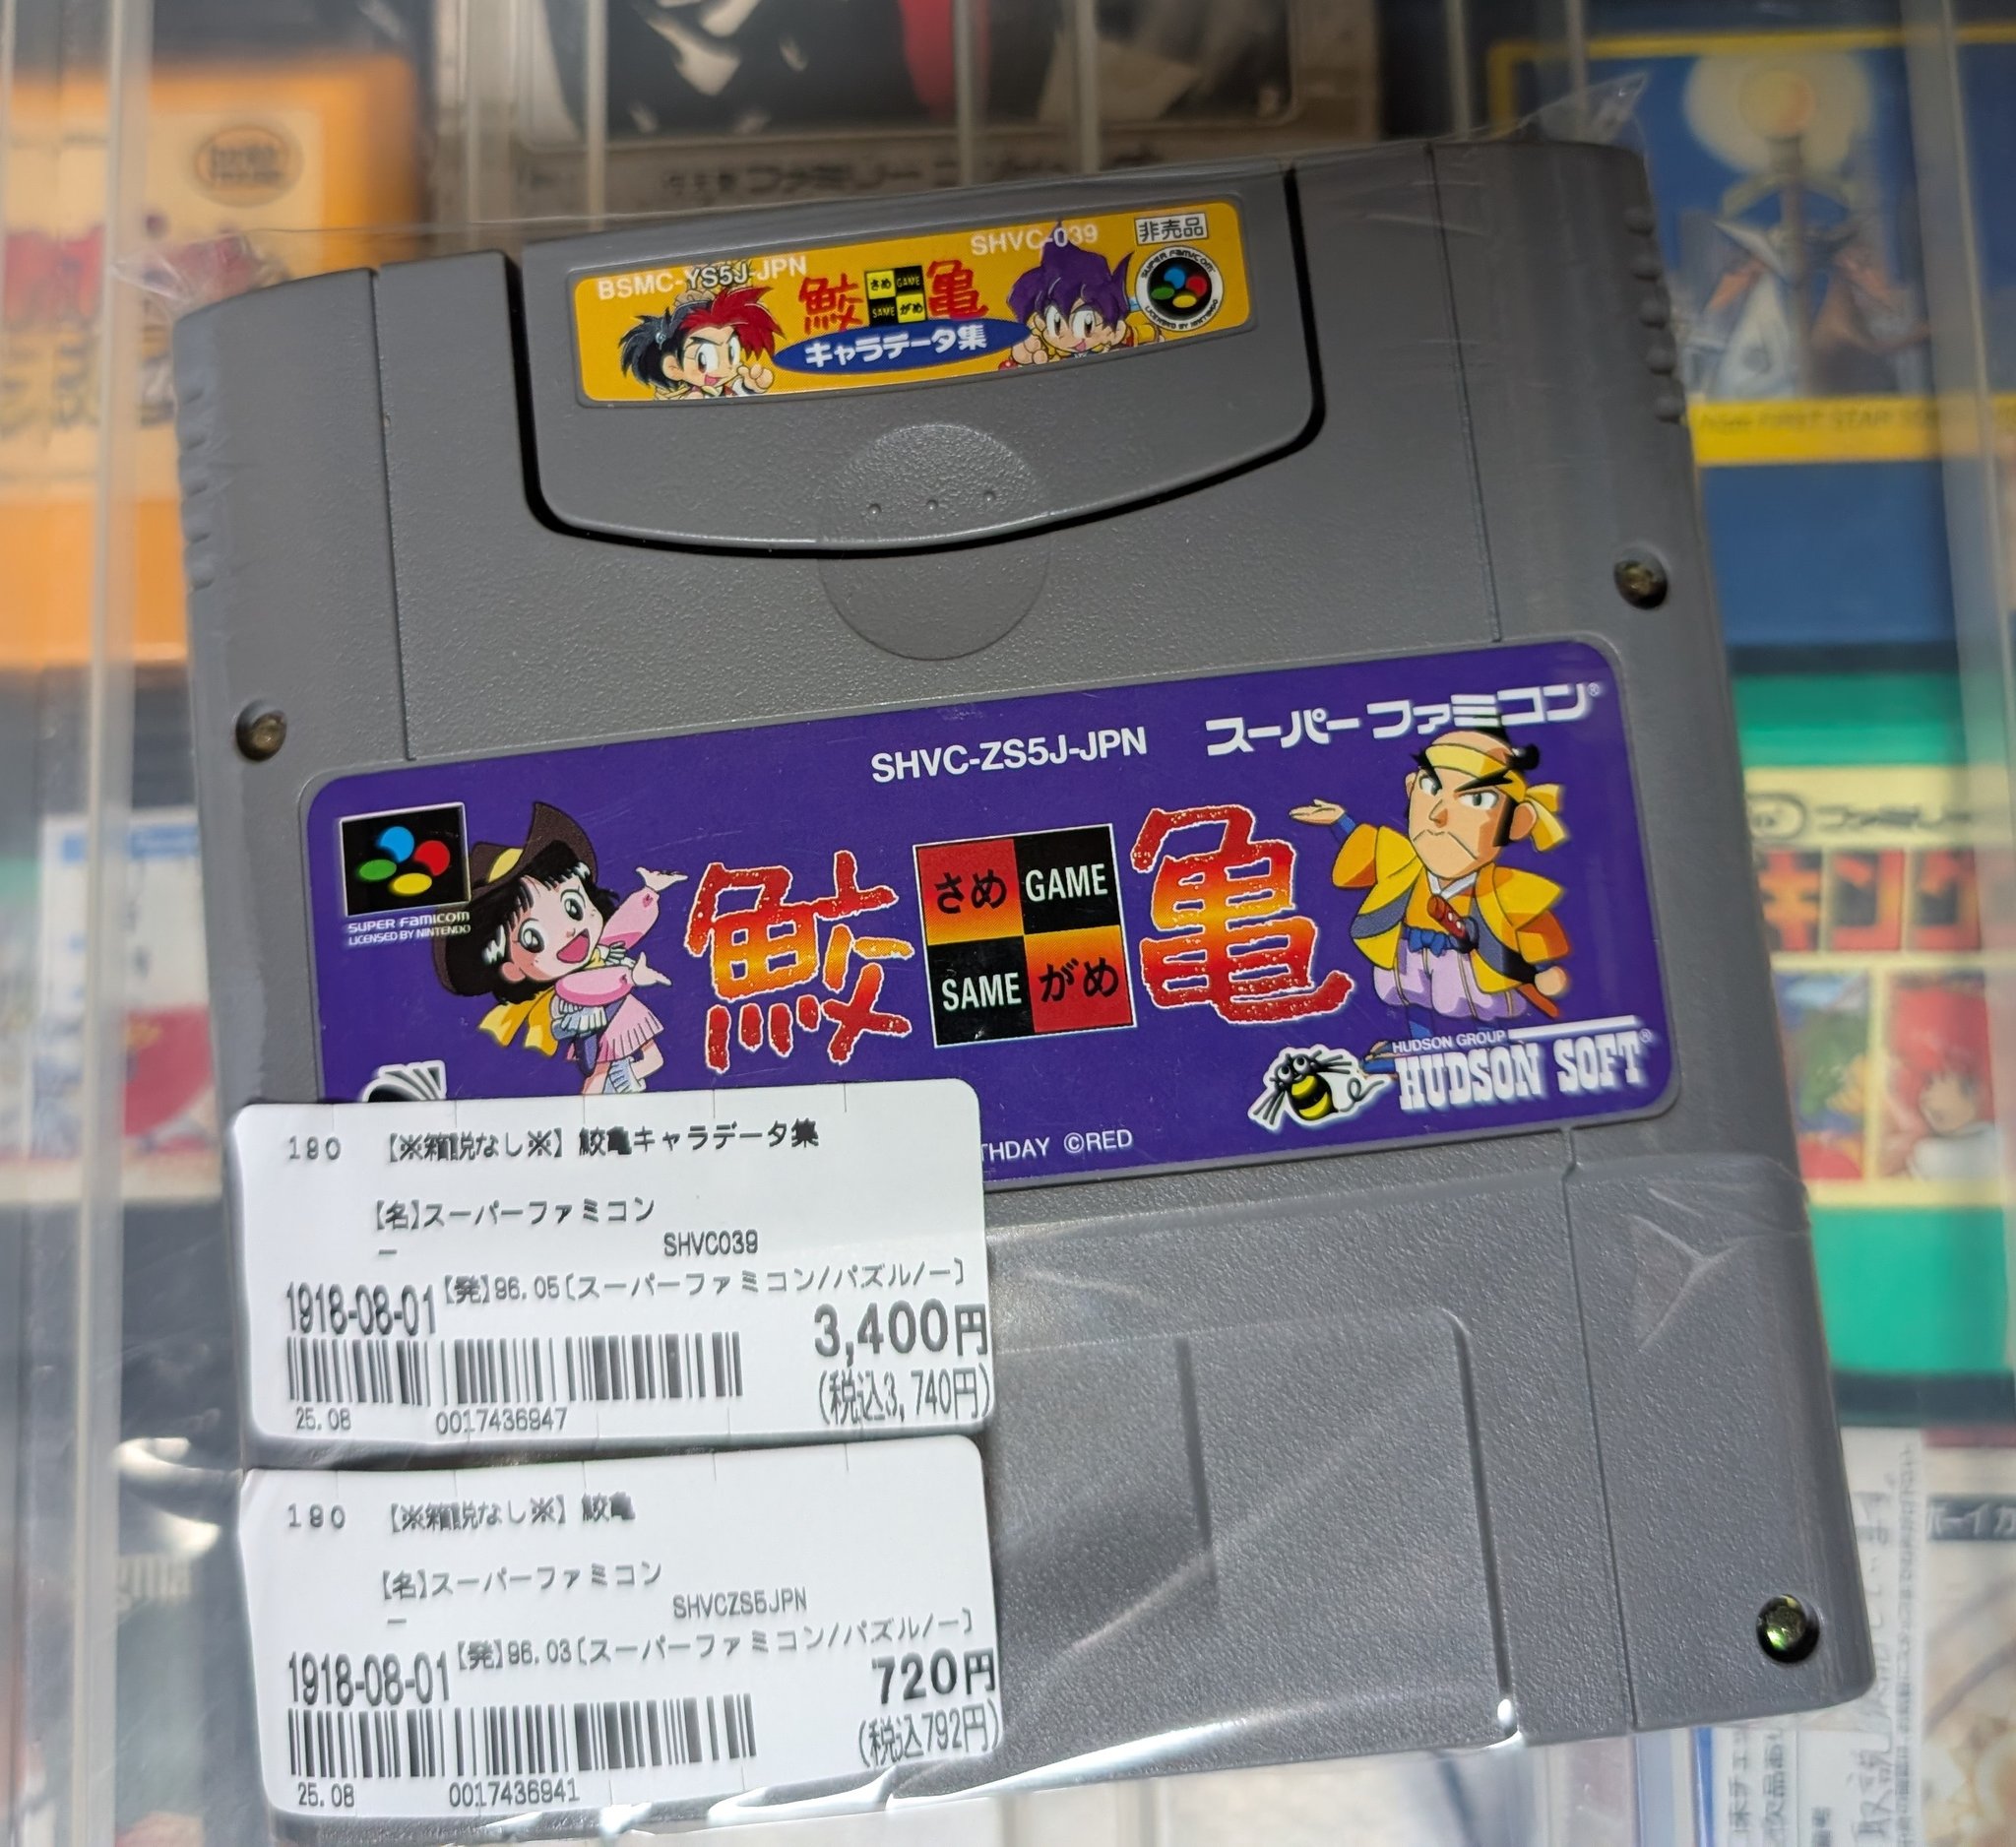 BSMC-YS5J-JPN
SHVC-039
非売品
鮫 さめ GAME SAME がめ 亀
キャラデータ集
SUPER FAMICOM
LICENSED BY NINTENDO
SHVC-ZS5J-JPN
スーパーファミコン®
SUPER FAMICOM
LICENSED BY NINTENDO
鮫 さめ GAME 亀
SAME がめ
HUDSON GROUP
HUDSON SOFT®
THDAY ©RED
180 【※箱説なし※】鮫亀キャラデータ集
【名】スーパーファミコン
ー SHVC039
1918-08-01 【発】96.05〔スーパーファミコン/パズル/ー〕
3,400円
(税込3,740円)
25.08 0017436947
180 【※箱説なし※】鮫亀
【名】スーパーファミコン
ー SHVCZS5JPN
1918-08-01 【発】96.03〔スーパーファミコン/パズル/ー〕
720円
(税込792円)
25.08 0017436941